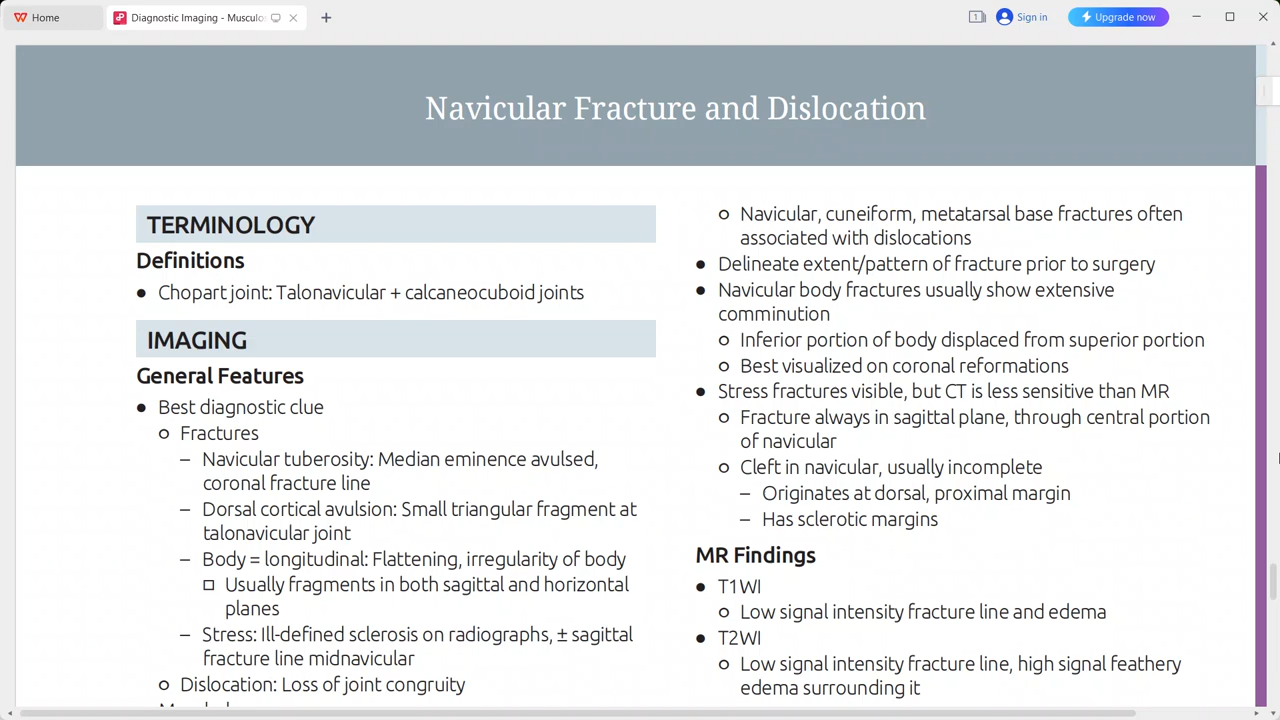 Home
Diagnostic Imaging - Musculos
1
Sign in
Upgrade now
Navicular Fracture and Dislocation
TERMINOLOGY
Definitions
● Chopart joint: Talonavicular + calcaneocuboid joints
IMAGING
General Features
● Best diagnostic clue
○ Fractures
– Navicular tuberosity: Median eminence avulsed,
coronal fracture line
– Dorsal cortical avulsion: Small triangular fragment at
talonavicular joint
– Body = longitudinal: Flattening, irregularity of body
□ Usually fragments in both sagittal and horizontal
planes
– Stress: Ill-defined sclerosis on radiographs, ± sagittal
fracture line midnavicular
○ Dislocation: Loss of joint congruity
○ Navicular, cuneiform, metatarsal base fractures often
associated with dislocations
● Delineate extent/pattern of fracture prior to surgery
● Navicular body fractures usually show extensive
comminution
○ Inferior portion of body displaced from superior portion
○ Best visualized on coronal reformations
● Stress fractures visible, but CT is less sensitive than MR
○ Fracture always in sagittal plane, through central portion
of navicular
○ Cleft in navicular, usually incomplete
– Originates at dorsal, proximal margin
– Has sclerotic margins
MR Findings
● T1WI
○ Low signal intensity fracture line and edema
● T2WI
○ Low signal intensity fracture line, high signal feathery
edema surrounding it